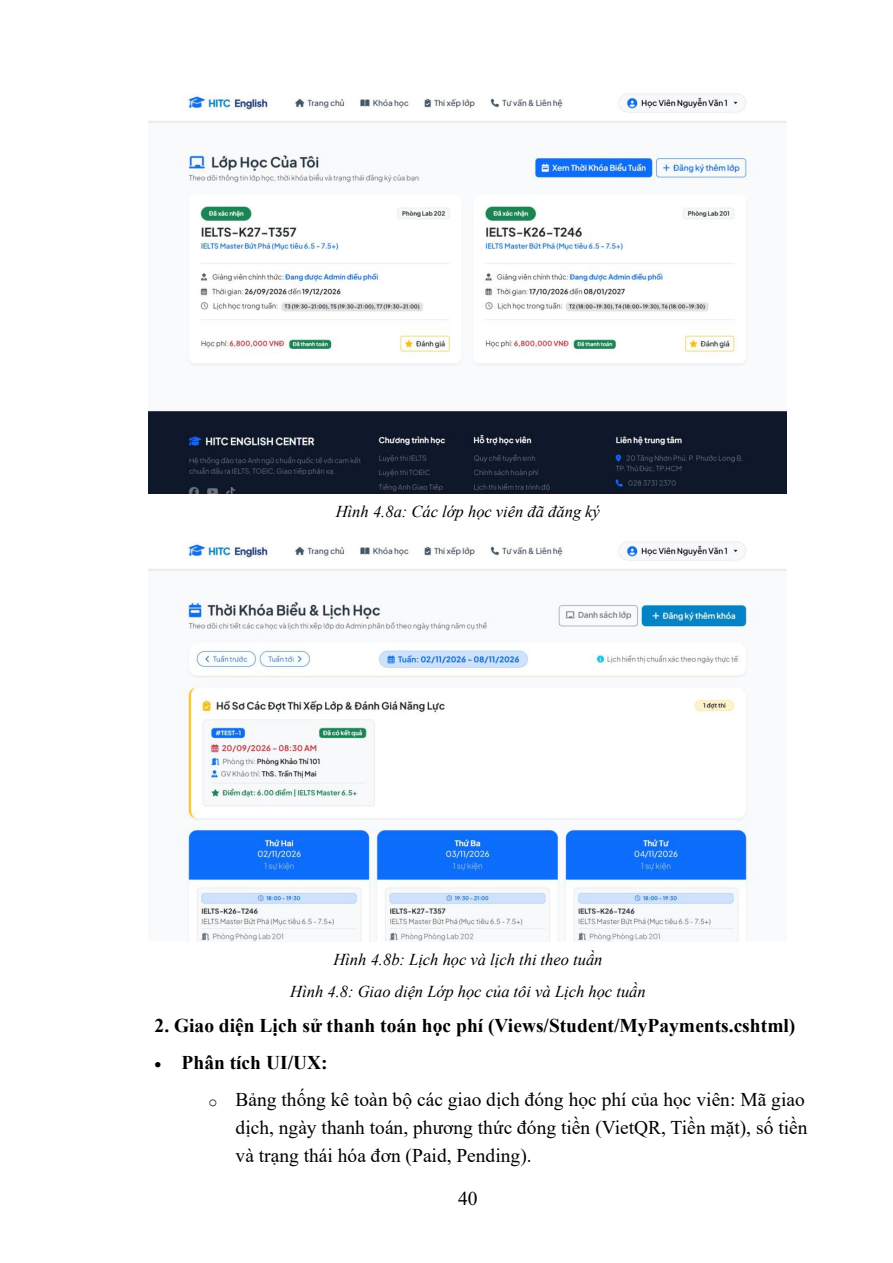 HITC English
Trang chủ
Khóa học
Thi xếp lớp
Tư vấn & Liên hệ
Học Viên Nguyễn Văn 1
Lớp Học Của Tôi
Theo dõi thông tin lớp học, thời khóa biểu và trạng thái đăng ký của bạn
Xem Thời Khóa Biểu Tuần
+ Đăng ký thêm lớp
Đã xác nhận
Phòng Lab 202
IELTS-K27-T357
IELTS Master Bứt Phá (Mục tiêu 6.5 - 7.5+)
Giảng viên chính thức: Đang được Admin điều phối
Thời gian: 26/09/2026 đến 19/12/2026
Lịch học trong tuần: T3 (19:30-21:00), T5 (19:30-21:00), T7 (19:30-21:00)
Học phí: 6,800,000 VNĐ Đã thanh toán
Đánh giá
Đã xác nhận
Phòng Lab 201
IELTS-K26-T246
IELTS Master Bứt Phá (Mục tiêu 6.5 - 7.5+)
Giảng viên chính thức: Đang được Admin điều phối
Thời gian: 17/10/2026 đến 08/01/2027
Lịch học trong tuần: T2 (18:00-19:30), T4 (18:00-19:30), T6 (18:00-19:30)
Học phí: 6,800,000 VNĐ Đã thanh toán
Đánh giá
HITC ENGLISH CENTER
Hệ thống đào tạo Anh ngữ chuẩn quốc tế với cam kết
chuẩn đầu ra IELTS, TOEIC, Giao tiếp phản xạ.
Chương trình học
Luyện thi IELTS
Luyện thi TOEIC
Tiếng Anh Giao Tiếp
Hỗ trợ học viên
Quy chế tuyển sinh
Chính sách hoàn phí
Lịch thi kiểm tra trình độ
Liên hệ trung tâm
20 Tăng Nhơn Phú, P. Phước Long B,
TP. Thủ Đức, TP.HCM
028 3731 2370
Hình 4.8a: Các lớp học viên đã đăng ký
HITC English
Trang chủ
Khóa học
Thi xếp lớp
Tư vấn & Liên hệ
Học Viên Nguyễn Văn 1
Thời Khóa Biểu & Lịch Học
Theo dõi chi tiết các ca học và lịch thi xếp lớp do Admin phân bổ theo ngày tháng năm cụ thể
Danh sách lớp
+ Đăng ký thêm khóa
Tuần trước
Tuần tới
Tuần: 02/11/2026 - 08/11/2026
Lịch hiển thị chuẩn xác theo ngày thực tế
Hồ Sơ Các Đợt Thi Xếp Lớp & Đánh Giá Năng Lực
1 đợt thi
#TEST-1
Đã có kết quả
20/09/2026 - 08:30 AM
Phòng thi: Phòng Khảo Thí 101
GV Khảo thí: ThS. Trần Thị Mai
Điểm đạt: 6.00 điểm | IELTS Master 6.5+
Thứ Hai
02/11/2026
1 sự kiện
18:00 - 19:30
IELTS-K26-T246
IELTS Master Bứt Phá (Mục tiêu 6.5 - 7.5+)
Phòng Phòng Lab 201
Thứ Ba
03/11/2026
1 sự kiện
19:30 - 21:00
IELTS-K27-T357
IELTS Master Bứt Phá (Mục tiêu 6.5 - 7.5+)
Phòng Phòng Lab 202
Thứ Tư
04/11/2026
1 sự kiện
18:00 - 19:30
IELTS-K26-T246
IELTS Master Bứt Phá (Mục tiêu 6.5 - 7.5+)
Phòng Phòng Lab 201
Hình 4.8b: Lịch học và lịch thi theo tuần
Hình 4.8: Giao diện Lớp học của tôi và Lịch học tuần
2. Giao diện Lịch sử thanh toán học phí (Views/Student/MyPayments.cshtml)
• Phân tích UI/UX:
o Bảng thống kê toàn bộ các giao dịch đóng học phí của học viên: Mã giao
dịch, ngày thanh toán, phương thức đóng tiền (VietQR, Tiền mặt), số tiền
và trạng thái hóa đơn (Paid, Pending).
40